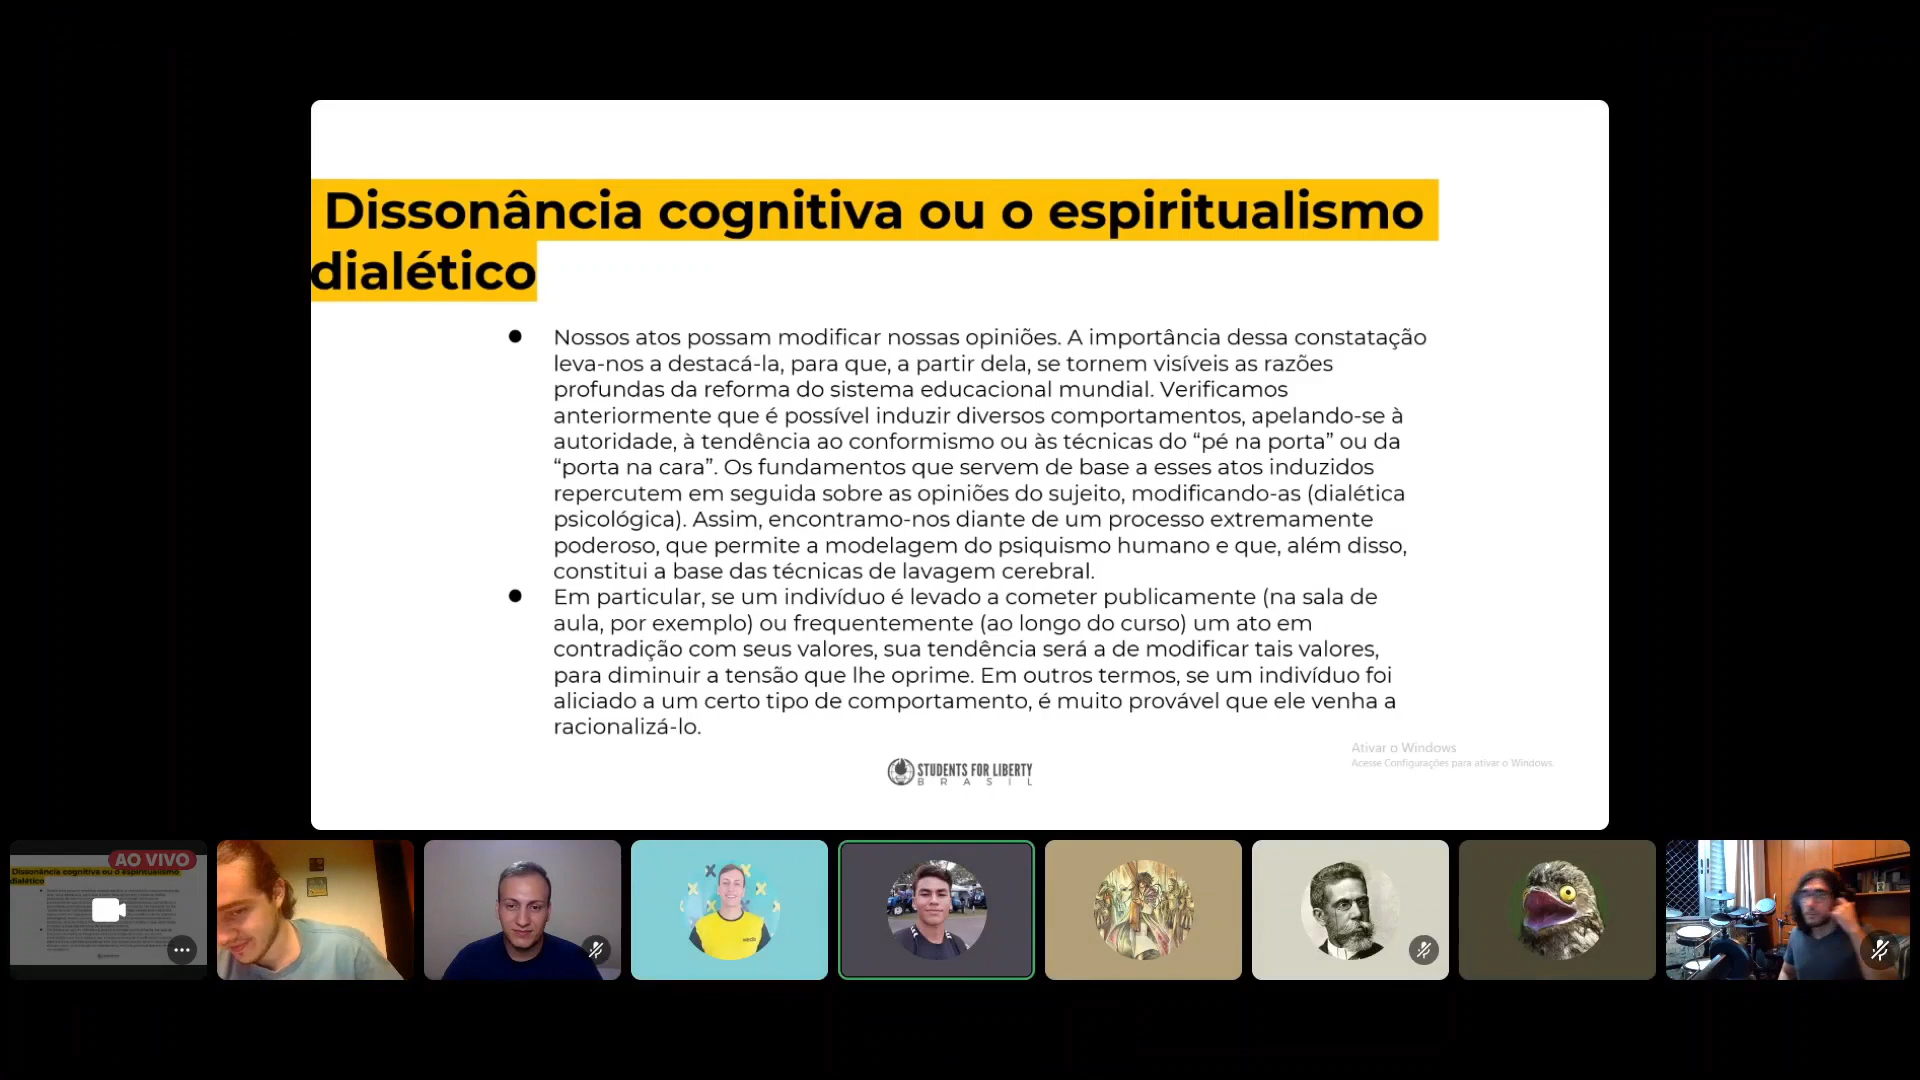 Dissonância cognitiva ou o espiritualismo
dialético
● Nossos atos possam modificar nossas opiniões. A importância dessa constatação
leva-nos a destacá-la, para que, a partir dela, se tornem visíveis as razões
profundas da reforma do sistema educacional mundial. Verificamos
anteriormente que é possível induzir diversos comportamentos, apelando-se à
autoridade, à tendência ao conformismo ou às técnicas do “pé na porta” ou da
“porta na cara”. Os fundamentos que servem de base a esses atos induzidos
repercutem em seguida sobre as opiniões do sujeito, modificando-as (dialética
psicológica). Assim, encontramo-nos diante de um processo extremamente
poderoso, que permite a modelagem do psiquismo humano e que, além disso,
constitui a base das técnicas de lavagem cerebral.
● Em particular, se um indivíduo é levado a cometer publicamente (na sala de
aula, por exemplo) ou frequentemente (ao longo do curso) um ato em
contradição com seus valores, sua tendência será a de modificar tais valores,
para diminuir a tensão que lhe oprime. Em outros termos, se um indivíduo foi
aliciado a um certo tipo de comportamento, é muito provável que ele venha a
racionalizá-lo.
Ativar o Windows
Acesse Configurações para ativar o Windows.
STUDENTS FOR LIBERTY
BRASIL
AO VIVO
Dissonância cognitiva ou o espiritualismo
dialético